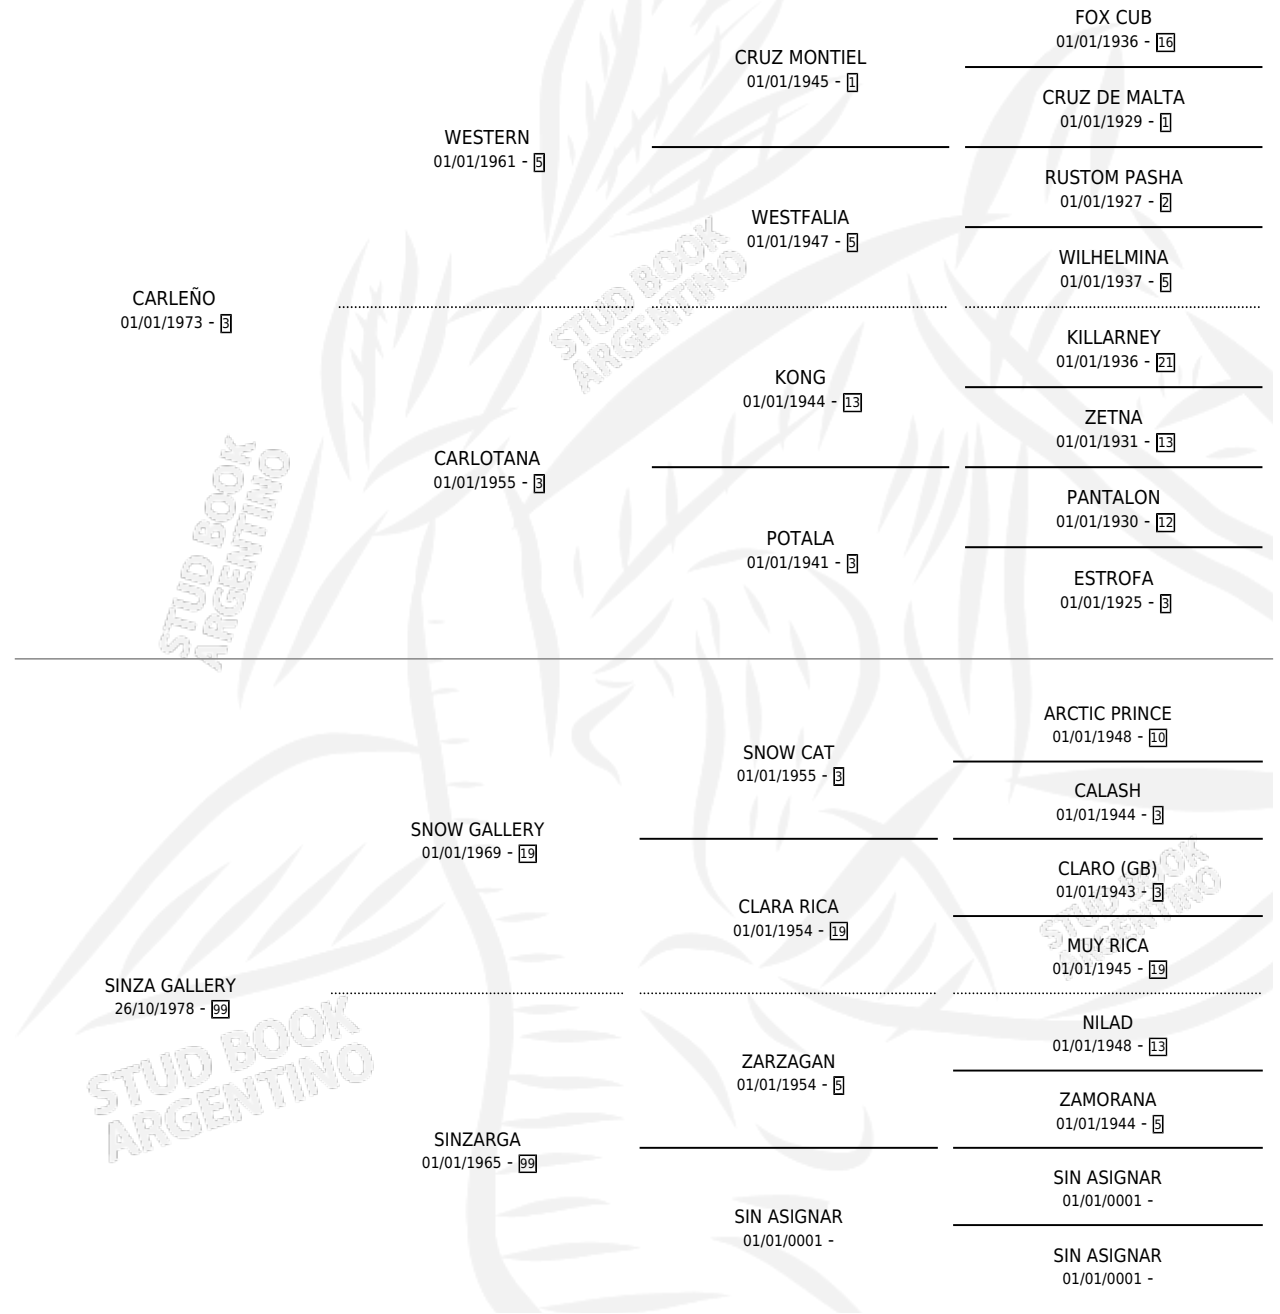 FOX CUB
01/01/1936 - 16
CRUZ MONTIEL
01/01/1945 - 1
CRUZ DE MALTA
01/01/1929 - 1
WESTERN
01/01/1961 - 5
RUSTOM PASHA
01/01/1927 - 2
WESTFALIA
01/01/1947 - 5
WILHELMINA
01/01/1937 - 5
CARLEÑO
01/01/1973 - 3
KILLARNEY
01/01/1936 - 21
KONG
01/01/1944 - 13
ZETNA
01/01/1931 - 13
CARLOTANA
01/01/1955 - 3
PANTALON
01/01/1930 - 12
POTALA
01/01/1941 - 3
ESTROFA
01/01/1925 - 3
STUD BOOK
ARGENTINO
STUD BOOK
ARGENTINO
ARCTIC PRINCE
01/01/1948 - 10
SNOW CAT
01/01/1955 - 3
CALASH
01/01/1944 - 3
SNOW GALLERY
01/01/1969 - 19
CLARO (GB)
01/01/1943 - 3
CLARA RICA
01/01/1954 - 19
MUY RICA
01/01/1945 - 19
SINZA GALLERY
26/10/1978 - 99
NILAD
01/01/1948 - 13
ZARZAGAN
01/01/1954 - 5
ZAMORANA
01/01/1944 - 5
SINZARGA
01/01/1965 - 99
SIN ASIGNAR
01/01/0001 -
SIN ASIGNAR
01/01/0001 -
SIN ASIGNAR
01/01/0001 -
STUD BOOK
ARGENTINO
STUD BOOK
ARGENTINO